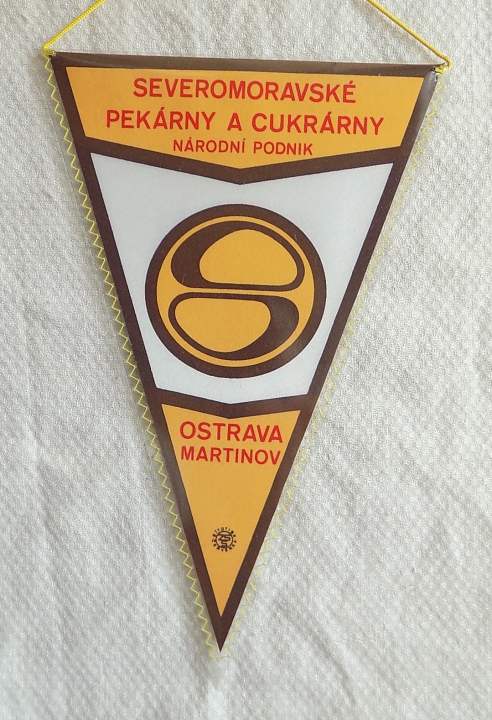 SEVEROMORAVSKÉ
PEKÁRNY A CUKRÁRNY
NÁRODNÍ PODNIK
OSTRAVA
MARTINOV